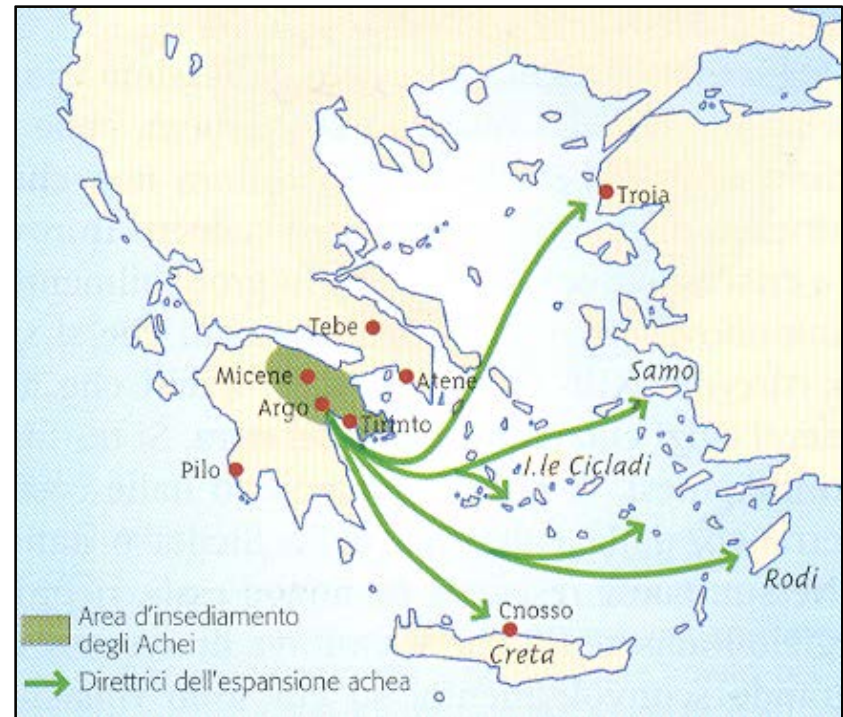 Troia
Tebe
Micene
Atene
Argo
Tirinto
Samo
Pilo
I.le Cicladi
Rodi
Cnosso
Creta
Area d'insediamento
degli Achei
Direttrici dell'espansione achea